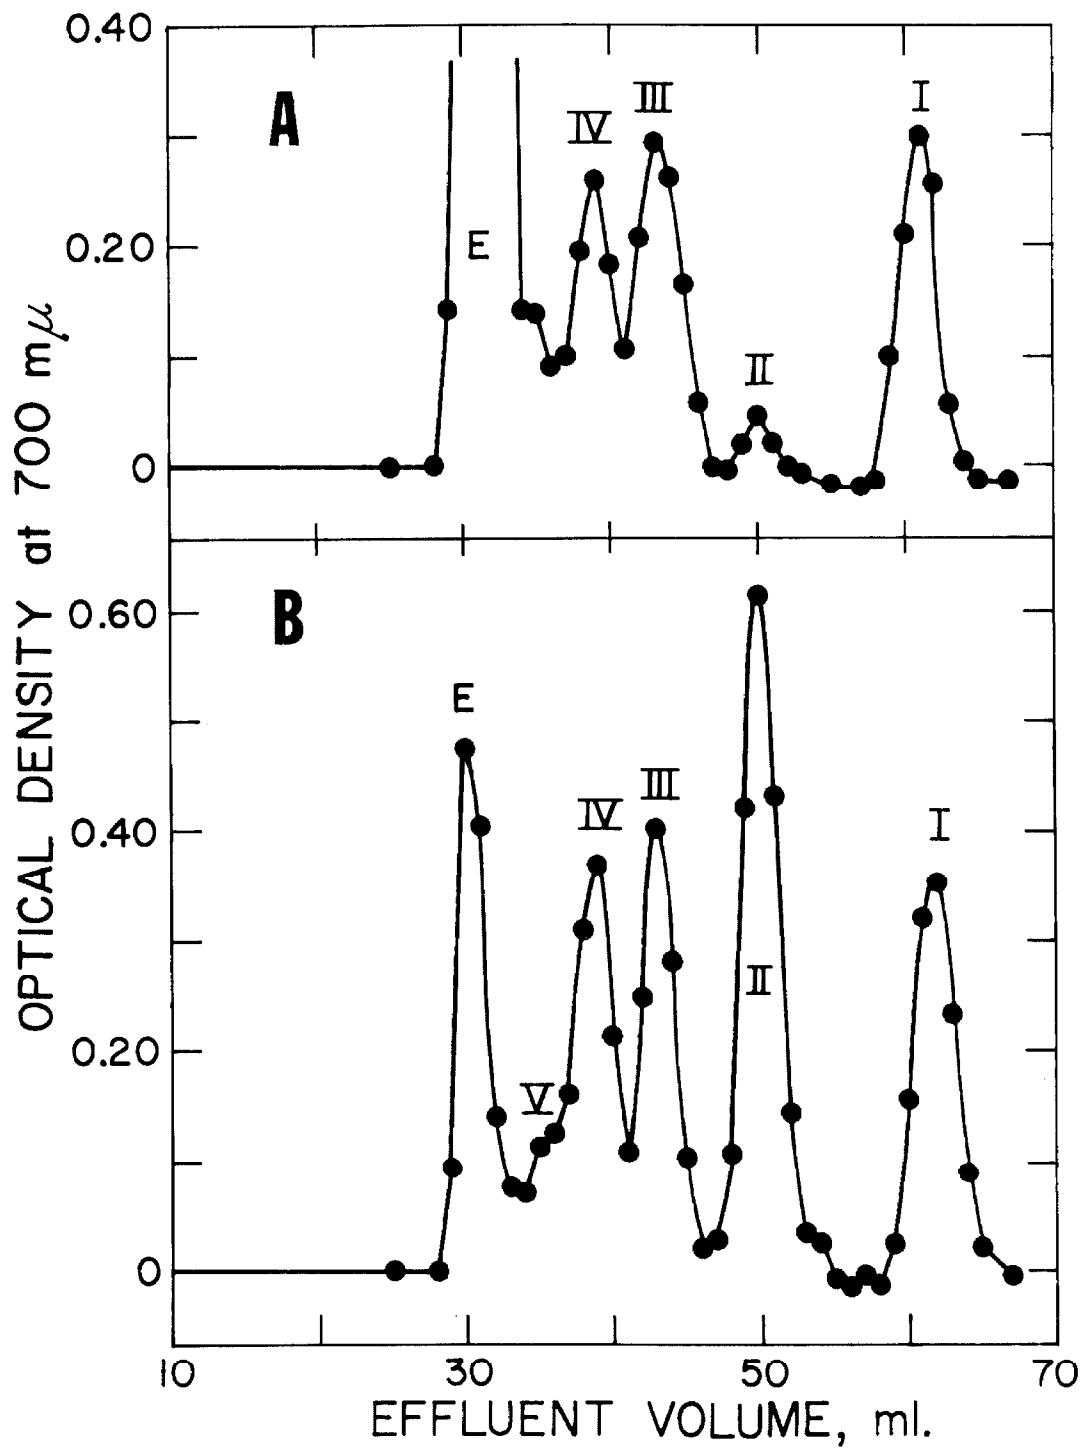 OPTICAL DENSITY at 700 mμ
0.40
A
III
IV
I
0.20
E
II
0
B
0.60
E
III
IV
I
0.40
II
0.20
V
0
10 30 50 70
EFFLUENT VOLUME, ml.